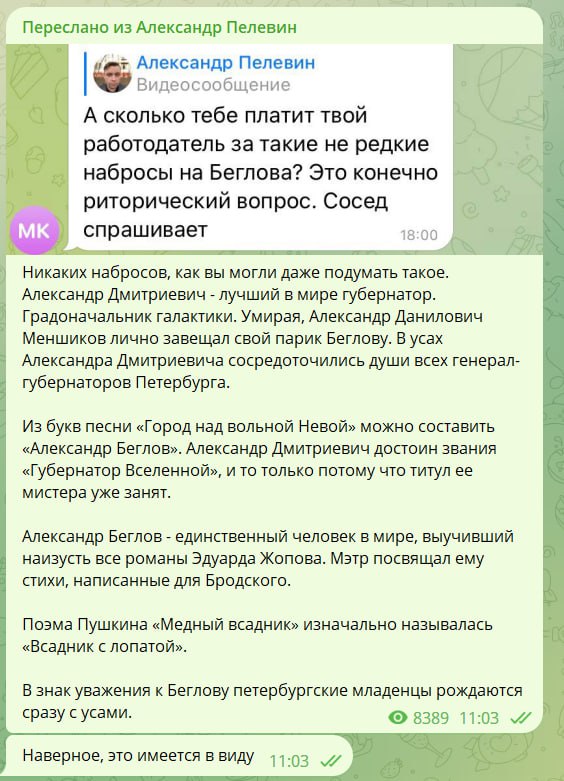 Переслано из Александр Пелевин
Александр Пелевин
Видеосообщение
А сколько тебе платит твой
работодатель за такие не редкие
набросы на Беглова? Это конечно
риторический вопрос. Сосед
спрашивает
18:00
МК
Никаких набросов, как вы могли даже подумать такое.
Александр Дмитриевич - лучший в мире губернатор.
Градоначальник галактики. Умирая, Александр Данилович
Меншиков лично завещал свой парик Беглову. В усах
Александра Дмитриевича сосредоточились души всех генерал-
губернаторов Петербурга.
Из букв песни «Город над вольной Невой» можно составить
«Александр Беглов». Александр Дмитриевич достоин звания
«Губернатор Вселенной», и то только потому что титул ее
мистера уже занят.
Александр Беглов - единственный человек в мире, выучивший
наизусть все романы Эдуарда Жопова. Мэтр посвящал ему
стихи, написанные для Бродского.
Поэма Пушкина «Медный всадник» изначально называлась
«Всадник с лопатой».
В знак уважения к Беглову петербургские младенцы рождаются
сразу с усами.
8389 11:03
Наверное, это имеется в виду 11:03